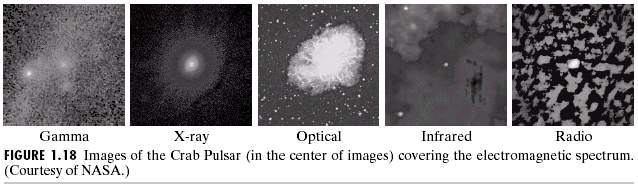 Gamma X-ray Optical Infrared Radio
FIGURE 1.18 Images of the Crab Pulsar (in the center of images) covering the electromagnetic spectrum.
(Courtesy of NASA.)